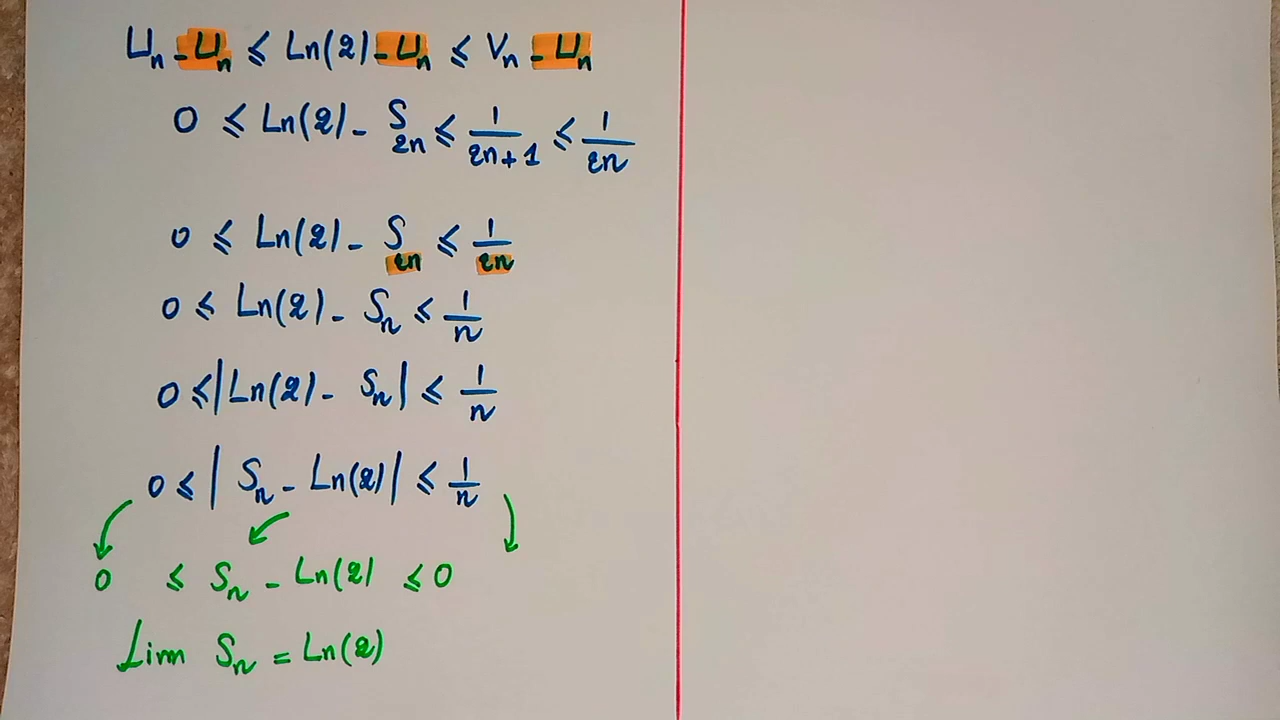 Un - Un ≤ Ln(2) - Un ≤ Vn - Un
0 ≤ Ln(2) - S2n ≤ 1/(2n+1) ≤ 1/2n
0 ≤ Ln(2) - S2n ≤ 1/2n
0 ≤ Ln(2) - Sn ≤ 1/n
0 ≤ |Ln(2) - Sn| ≤ 1/n
0 ≤ | Sn - Ln(2)| ≤ 1/n
0 ≤ Sn - Ln(2) ≤ 0
Lim Sn = Ln(2)